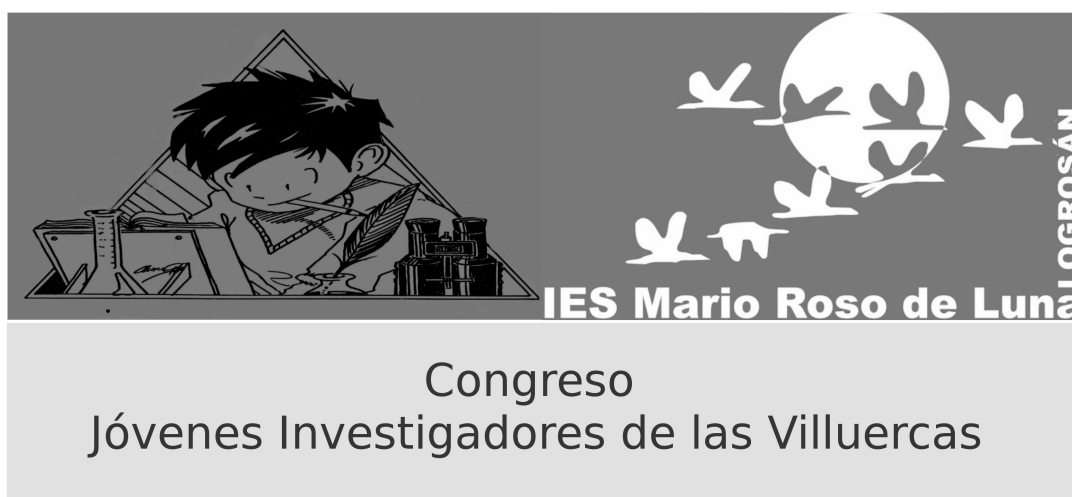 IES Mario Roso de Luna
LOGROSÁN
Congreso
Jóvenes Investigadores de las Villuercas